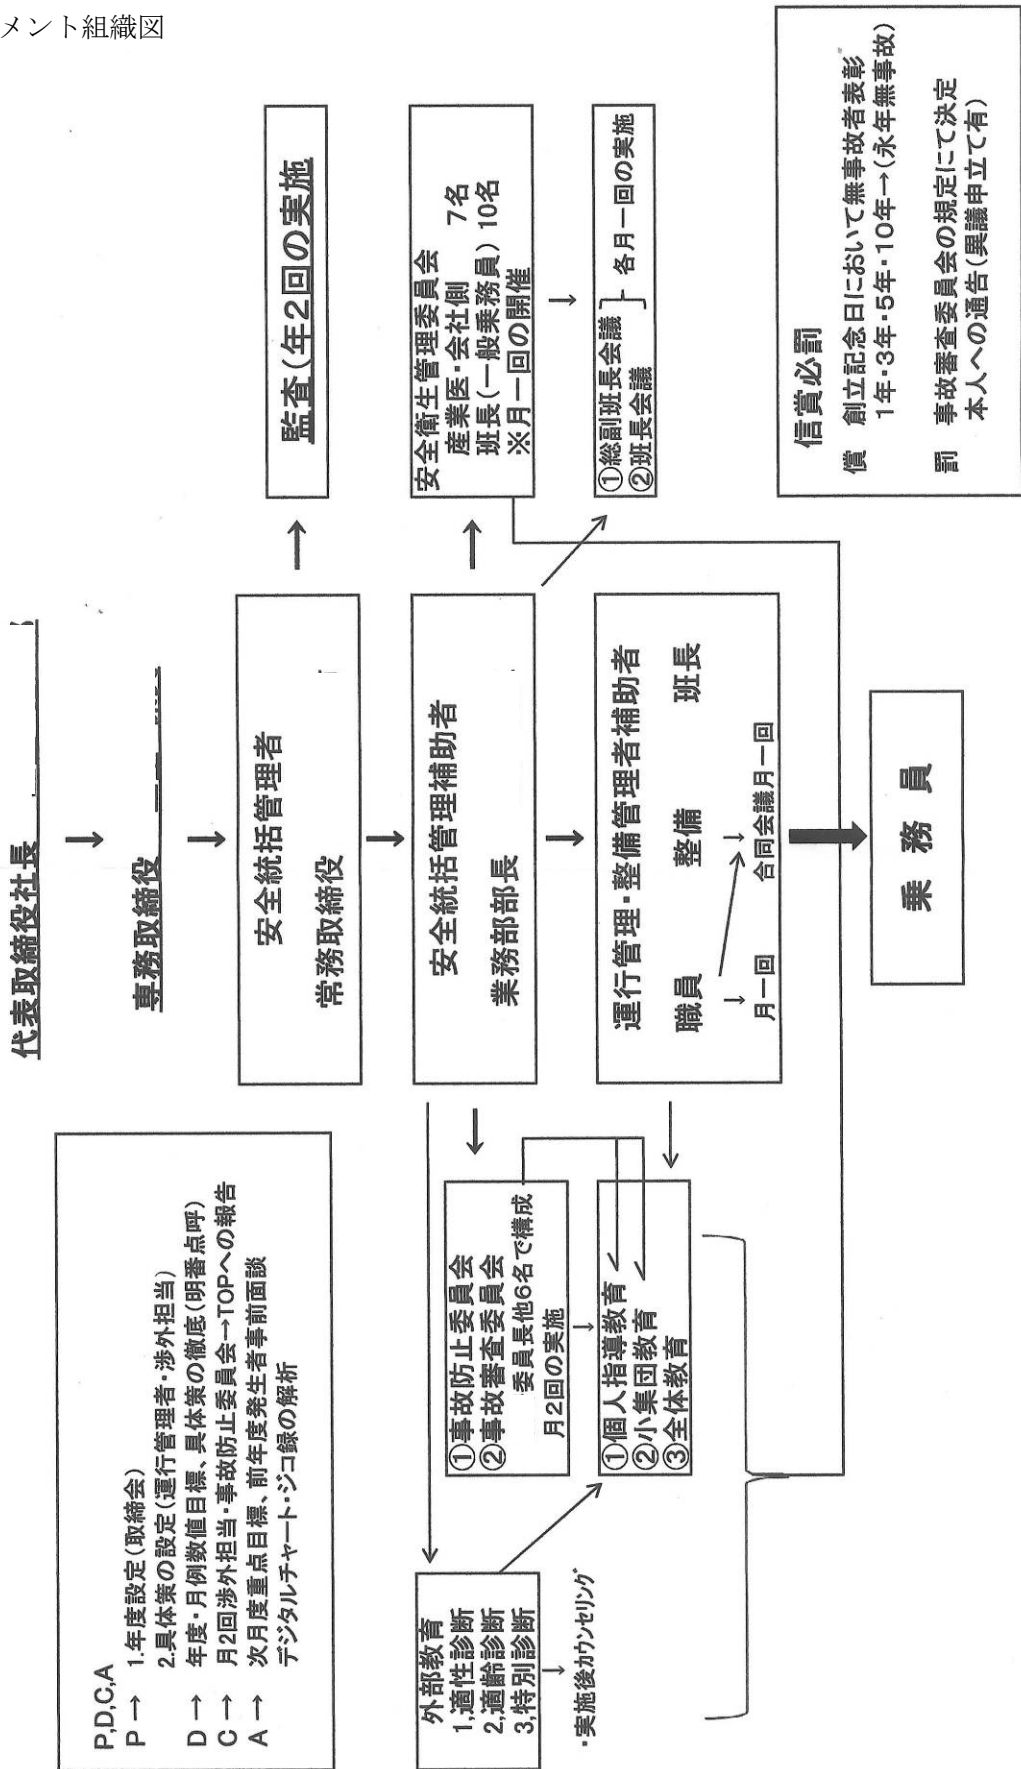 メント組織図
代表取締役社長
専務取締役
安全統括管理者
常務取締役
監査(年2回の実施
安全統括管理補助者
業務部部長
安全衛生管理委員会
産業医・会社側 7名
班長(一般乗務員) 10名
※月一回の開催
①総副班長会議
②班長会議
各月一回の実施
運行管理・整備管理者補助者
職員 整備 班長
月一回 合同会議月一回
乗務員
P,D,C,A
P → 1.年度設定(取締会)
2.具体策の設定(運行管理者・渉外担当)
D → 年度・月例数値目標、具体策の徹底(明番点呼)
C → 月2回渉外担当・事故防止委員会→TOPへの報告
A → 次月度重点目標、前年度発生者事前面談
デジタルチャート・ジコ録の解析
①事故防止委員会
②事故審査委員会
委員長他6名で構成
月2回の実施
①個人指導教育
②小集団教育
③全体教育
外部教育
1,適性診断
2,適齢診断
3,特別診断
・実施後カウンセリング
信賞必罰
償 創立記念日において無事故者表彰
1年・3年・5年・10年→(永年無事故)
罰 事故審査委員会の規定にて決定
本人への通告(異議申立て有)